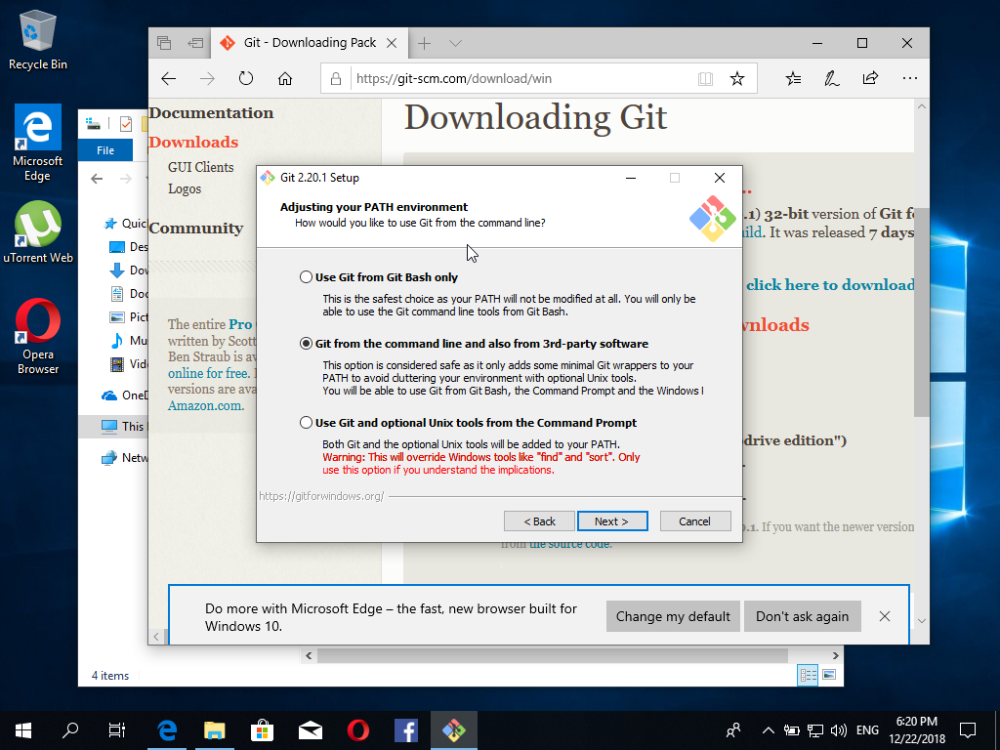 Recycle Bin
Microsoft
Edge
uTorrent Web
Opera
Browser
File
Quic
Des
Dow
Doc
Pict
Mu
Vide
OneD
This
Netw
4 items
Git - Downloading Pack
https://git-scm.com/download/win
Documentation
Downloads
GUI Clients
Logos
Community
The entire Pro
written by Scott
Ben Straub is av
online for free.
versions are ava
Amazon.com.
Downloading Git
...
.1) 32-bit version of Git f
ild. It was released 7 days
click here to download
wnloads
drive edition")
0.1. If you want the newer version
from the source code.
Git 2.20.1 Setup
Adjusting your PATH environment
How would you like to use Git from the command line?
Use Git from Git Bash only
This is the safest choice as your PATH will not be modified at all. You will only be
able to use the Git command line tools from Git Bash.
Git from the command line and also from 3rd-party software
This option is considered safe as it only adds some minimal Git wrappers to your
PATH to avoid cluttering your environment with optional Unix tools.
You will be able to use Git from Git Bash, the Command Prompt and the Windows
Use Git and optional Unix tools from the Command Prompt
Both Git and the optional Unix tools will be added to your PATH.
Warning: This will override Windows tools like "find" and "sort". Only
use this option if you understand the implications.
https://gitforwindows.org/
< Back
Next >
Cancel
Do more with Microsoft Edge – the fast, new browser built for
Windows 10.
Change my default
Don't ask again
ENG
6:20 PM
12/22/2018